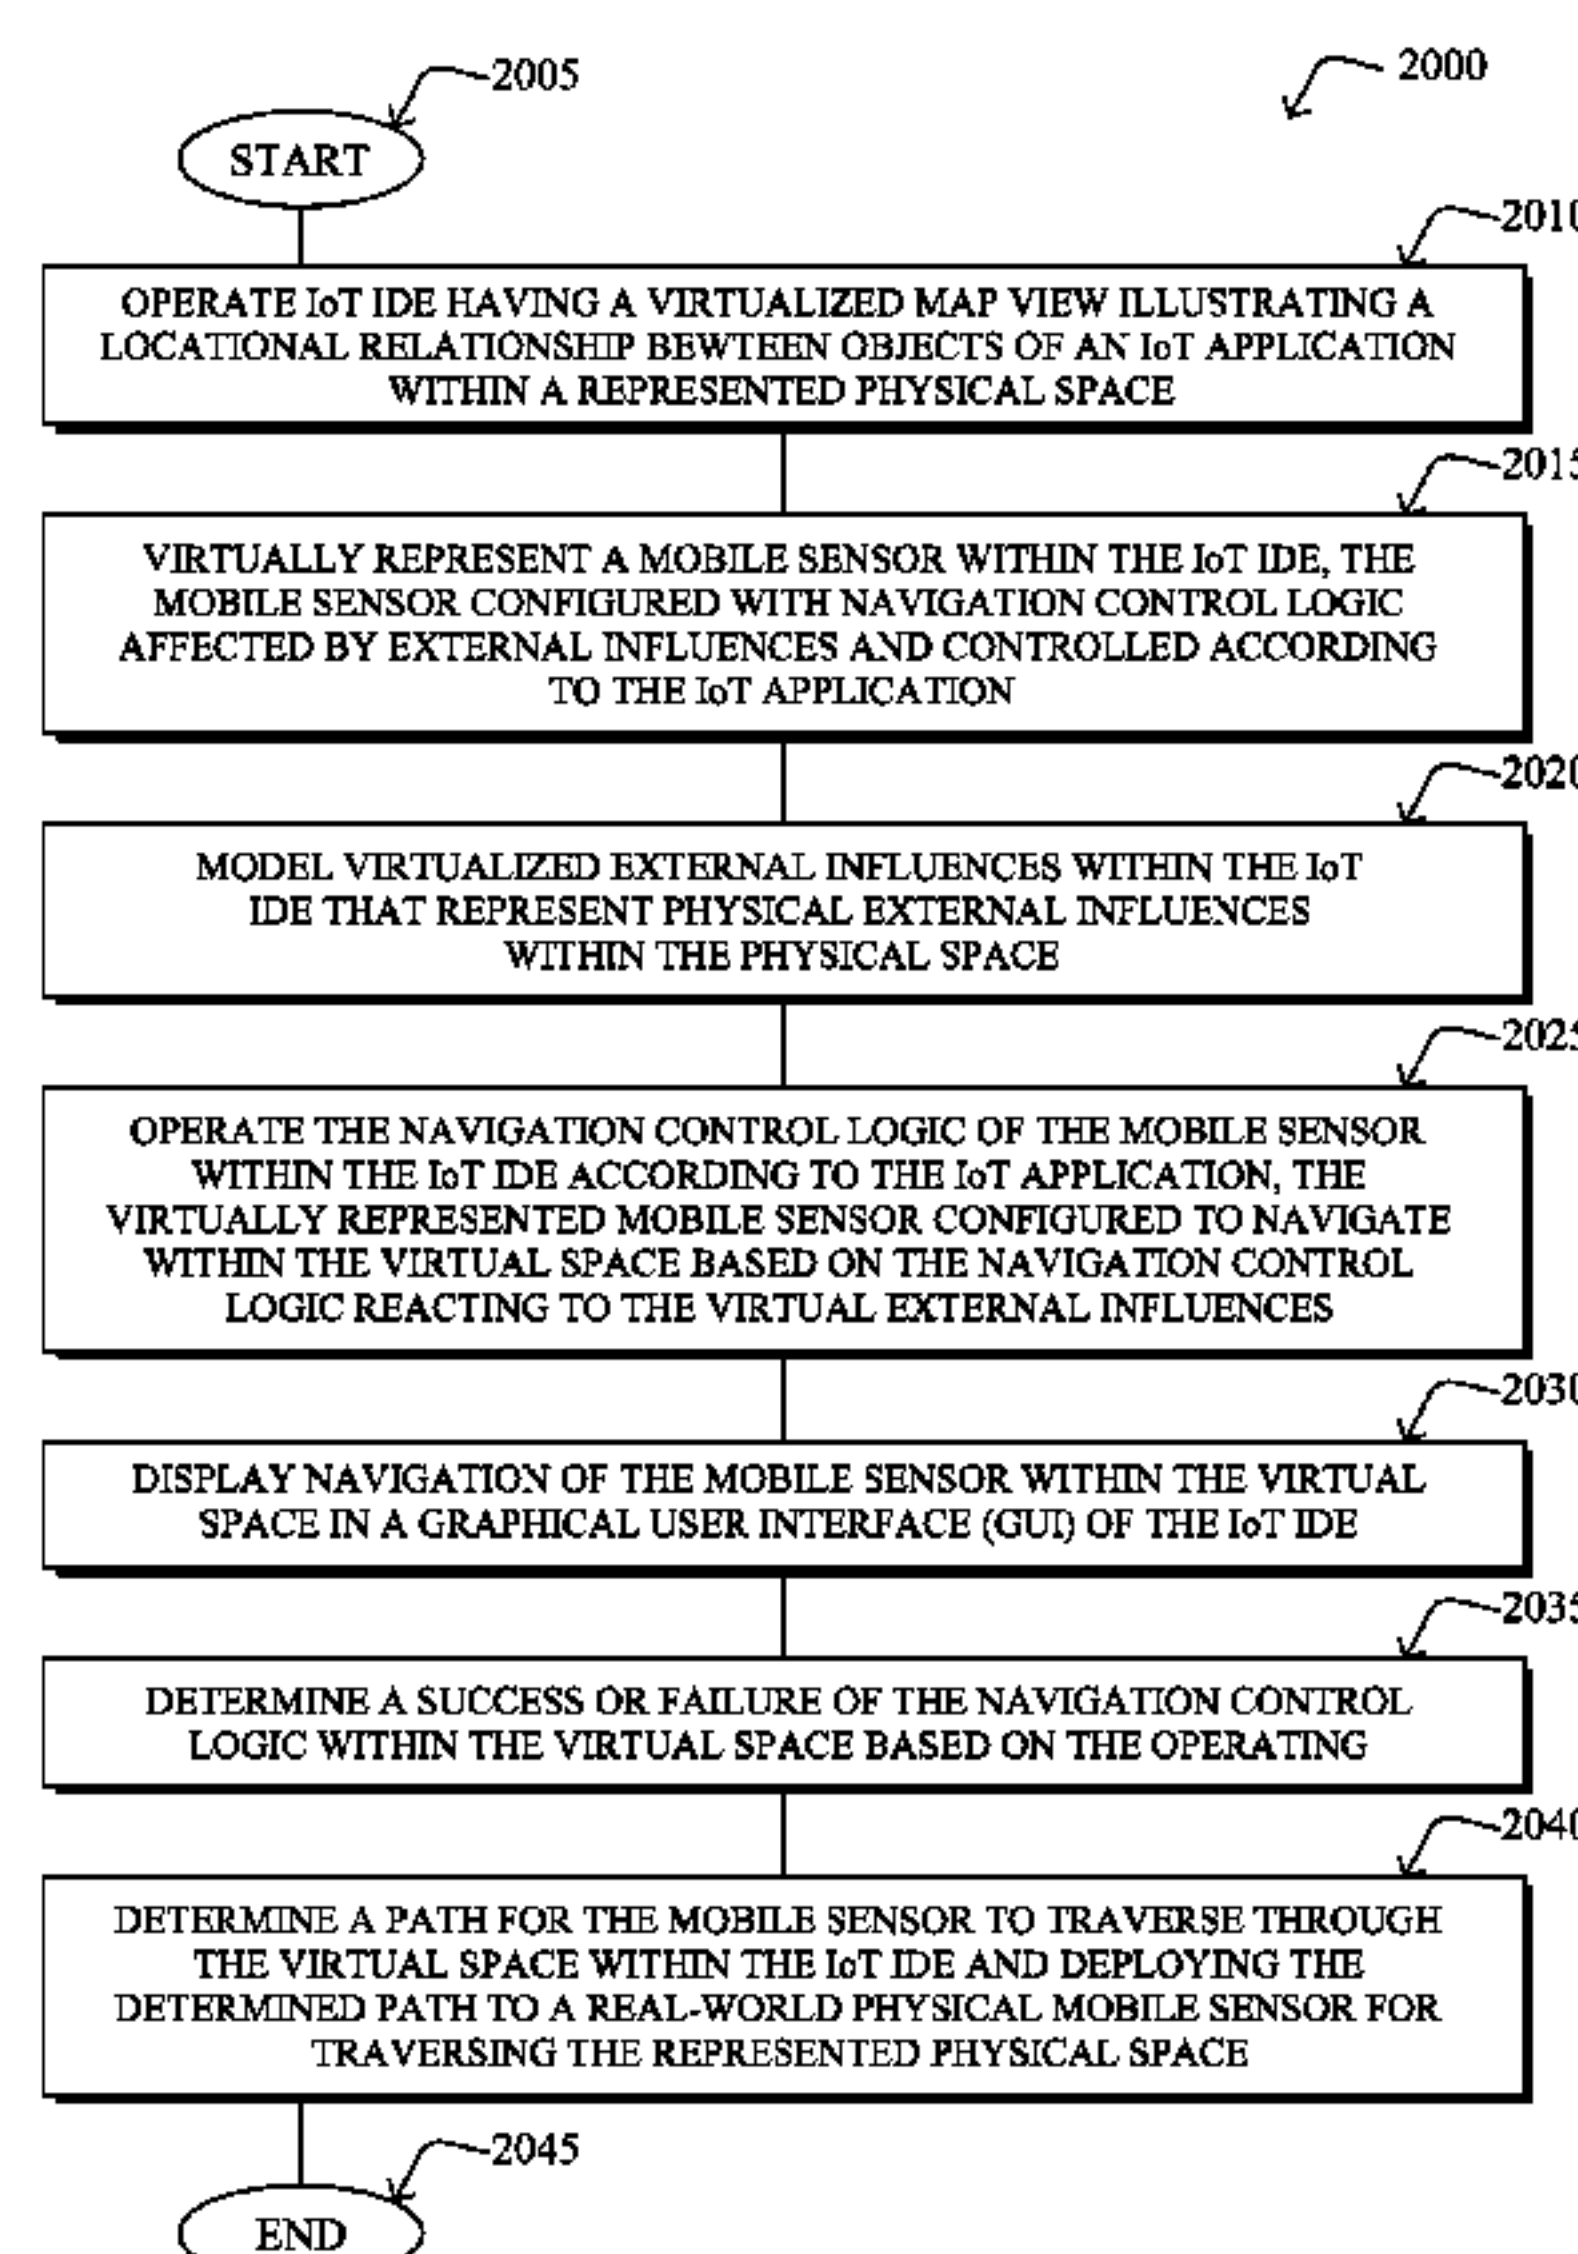 2005
2000
START
2010
OPERATE IoT IDE HAVING A VIRTUALIZED MAP VIEW ILLUSTRATING A
LOCATIONAL RELATIONSHIP BEWTEEN OBJECTS OF AN IoT APPLICATION
WITHIN A REPRESENTED PHYSICAL SPACE
2015
VIRTUALLY REPRESENT A MOBILE SENSOR WITHIN THE IoT IDE, THE
MOBILE SENSOR CONFIGURED WITH NAVIGATION CONTROL LOGIC
AFFECTED BY EXTERNAL INFLUENCES AND CONTROLLED ACCORDING
TO THE IoT APPLICATION
2020
MODEL VIRTUALIZED EXTERNAL INFLUENCES WITHIN THE IoT
IDE THAT REPRESENT PHYSICAL EXTERNAL INFLUENCES
WITHIN THE PHYSICAL SPACE
2025
OPERATE THE NAVIGATION CONTROL LOGIC OF THE MOBILE SENSOR
WITHIN THE IoT IDE ACCORDING TO THE IoT APPLICATION, THE
VIRTUALLY REPRESENTED MOBILE SENSOR CONFIGURED TO NAVIGATE
WITHIN THE VIRTUAL SPACE BASED ON THE NAVIGATION CONTROL
LOGIC REACTING TO THE VIRTUAL EXTERNAL INFLUENCES
2030
DISPLAY NAVIGATION OF THE MOBILE SENSOR WITHIN THE VIRTUAL
SPACE IN A GRAPHICAL USER INTERFACE (GUI) OF THE IoT IDE
2035
DETERMINE A SUCCESS OR FAILURE OF THE NAVIGATION CONTROL
LOGIC WITHIN THE VIRTUAL SPACE BASED ON THE OPERATING
2040
DETERMINE A PATH FOR THE MOBILE SENSOR TO TRAVERSE THROUGH
THE VIRTUAL SPACE WITHIN THE IoT IDE AND DEPLOYING THE
DETERMINED PATH TO A REAL-WORLD PHYSICAL MOBILE SENSOR FOR
TRAVERSING THE REPRESENTED PHYSICAL SPACE
2045
END